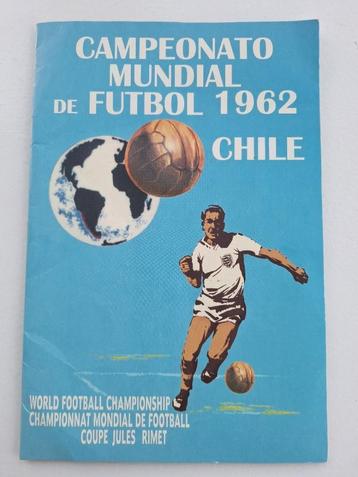 CAMPEONATO
MUNDIAL
DE FUTBOL 1962
CHILE
WORLD FOOTBALL CHAMPIONSHIP
CHAMPIONNAT MONDIAL DE FOOTBALL
COUPE JULES RIMET